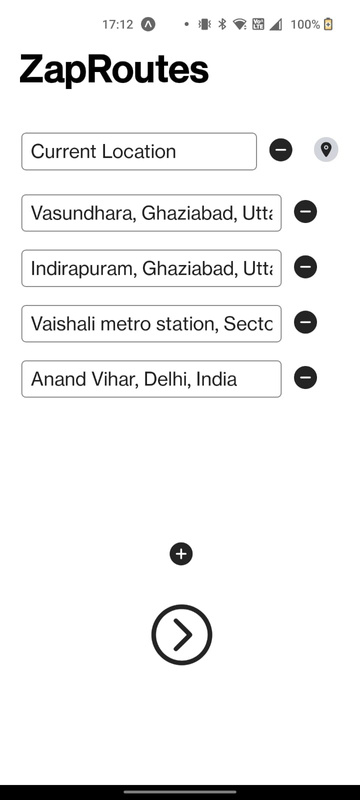 17:12
100%
ZapRoutes
Current Location
Vasundhara, Ghaziabad, Utta
Indirapuram, Ghaziabad, Utta
Vaishali metro station, Secto
Anand Vihar, Delhi, India